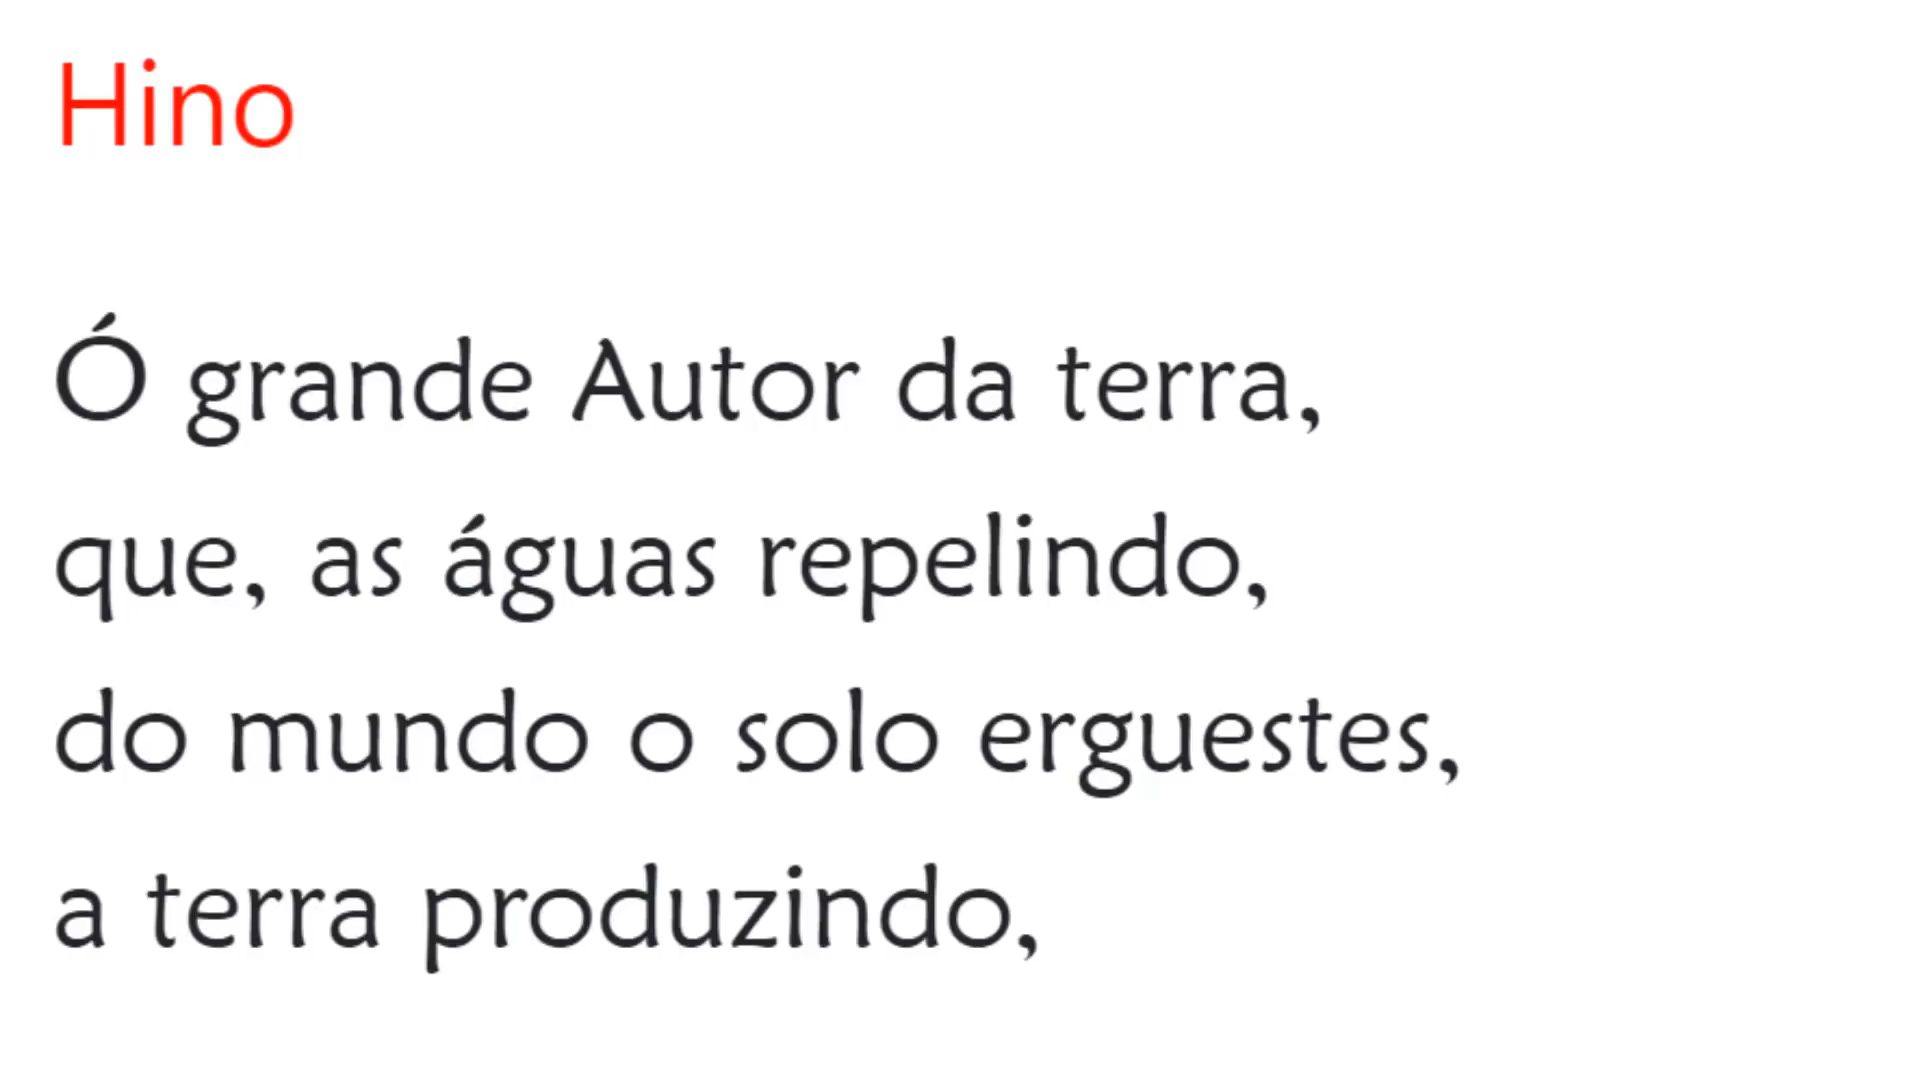 Hino
Ó grande Autor da terra,
que, as águas repelindo,
do mundo o solo erguestes,
a terra produzindo,